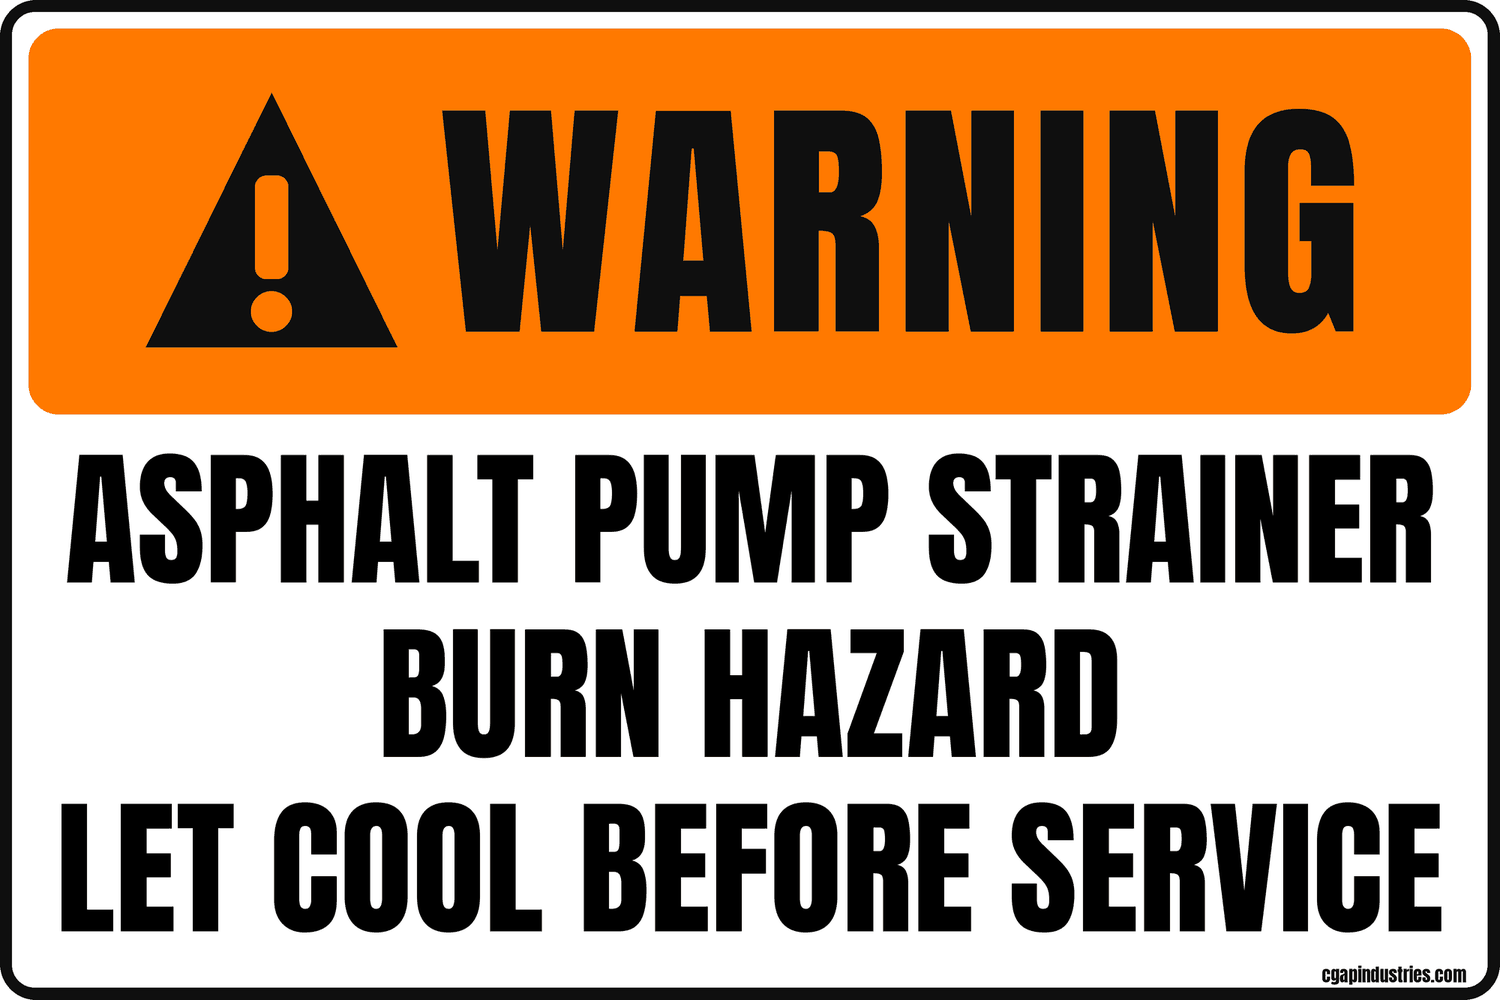 WARNING
ASPHALT PUMP STRAINER
BURN HAZARD
LET COOL BEFORE SERVICE
cgapindustries.com